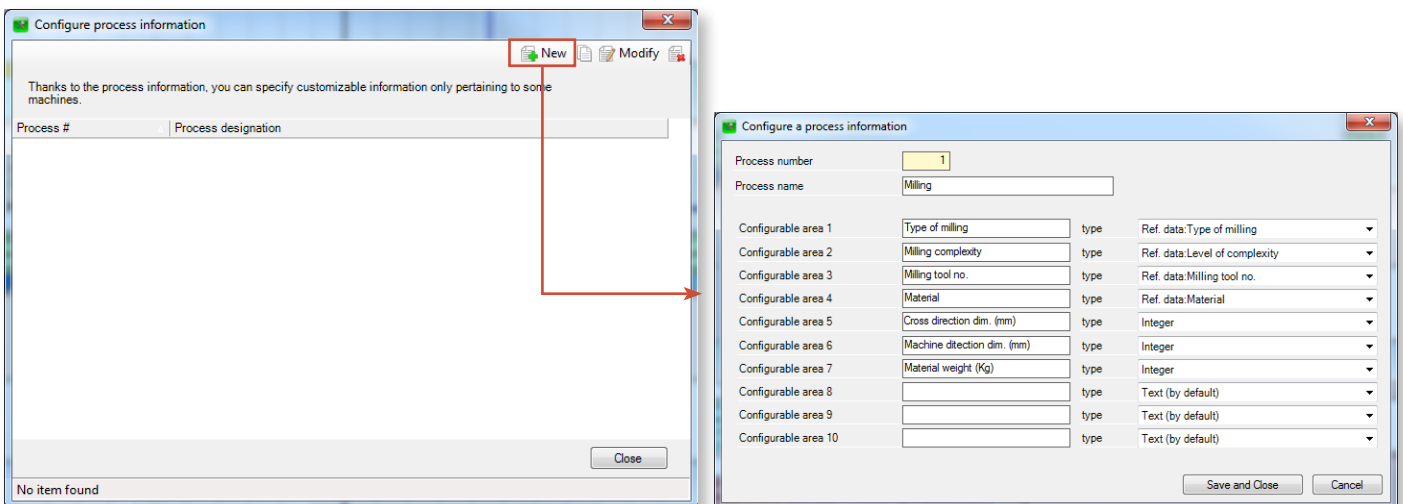 Configure process information
New Modify
Thanks to the process information, you can specify customizable information only pertaining to some
machines.
Process # Process designation
Close
No item found
Configure a process information
Process number 1
Process name Milling
Configurable area 1 Type of milling type Ref. data:Type of milling
Configurable area 2 Milling complexity type Ref. data:Level of complexity
Configurable area 3 Milling tool no. type Ref. data:Milling tool no.
Configurable area 4 Material type Ref. data:Material
Configurable area 5 Cross direction dim. (mm) type Integer
Configurable area 6 Machine ditection dim. (mm) type Integer
Configurable area 7 Material weight (Kg) type Integer
Configurable area 8 type Text (by default)
Configurable area 9 type Text (by default)
Configurable area 10 type Text (by default)
Save and Close Cancel